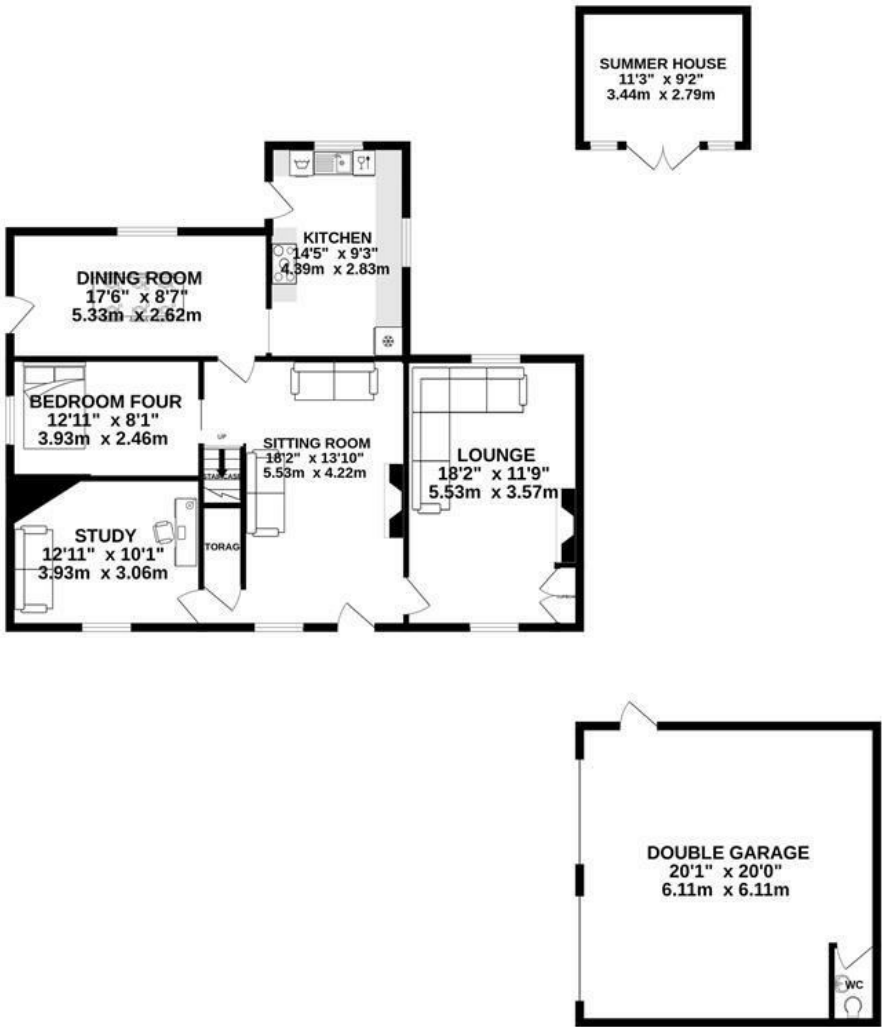 SUMMER HOUSE
11'3" x 9'2"
3.44m x 2.79m
KITCHEN
14'5" x 9'3"
4.39m x 2.83m
DINING ROOM
17'6" x 8'7"
5.33m x 2.62m
BEDROOM FOUR
12'11" x 8'1"
3.93m x 2.46m
UP
STAIRCASE
SITTING ROOM
18'2" x 13'10"
5.53m x 4.22m
LOUNGE
18'2" x 11'9"
5.53m x 3.57m
STUDY
12'11" x 10'1"
3.93m x 3.06m
TORAG
DOUBLE GARAGE
20'1" x 20'0"
6.11m x 6.11m
WC